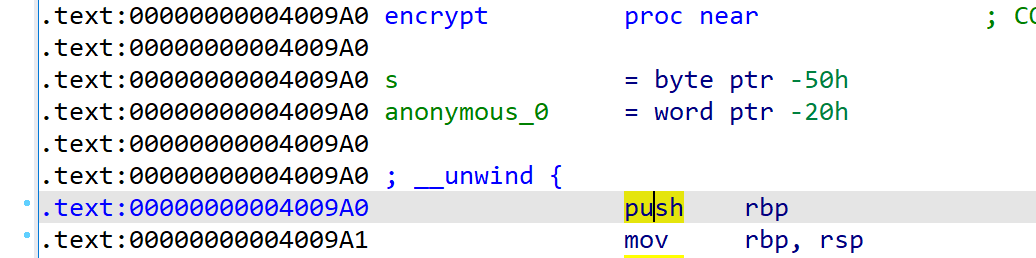 .text:00000000004009A0 encrypt proc near ; CO
.text:00000000004009A0
.text:00000000004009A0 s = byte ptr -50h
.text:00000000004009A0 anonymous_0 = word ptr -20h
.text:00000000004009A0
.text:00000000004009A0 ; __unwind {
.text:00000000004009A0 push rbp
.text:00000000004009A1 mov rbp, rsp